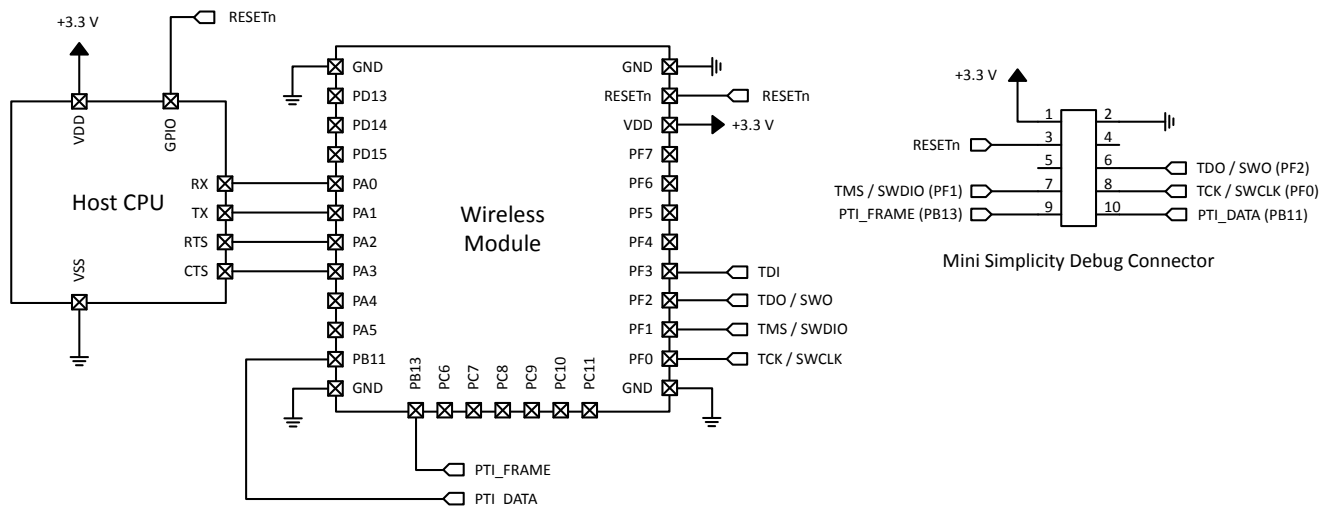 +3.3 V
RESETn
VDD
GPIO
Host CPU
RX
TX
RTS
CTS
VSS
GND
PD13
PD14
PD15
PA0
PA1
PA2
PA3
PA4
PA5
PB11
GND
Wireless
Module
PB13
PC6
PC7
PC8
PC9
PC10
PC11
GND
RESETn
VDD
PF7
PF6
PF5
PF4
PF3
PF2
PF1
PF0
GND
RESETn
+3.3 V
TDI
TDO / SWO
TMS / SWDIO
TCK / SWCLK
PTI_FRAME
PTI_DATA
+3.3 V
1 2
RESETn 3 4
5 6 TDO / SWO (PF2)
TMS / SWDIO (PF1) 7 8 TCK / SWCLK (PF0)
PTI_FRAME (PB13) 9 10 PTI_DATA (PB11)
Mini Simplicity Debug Connector